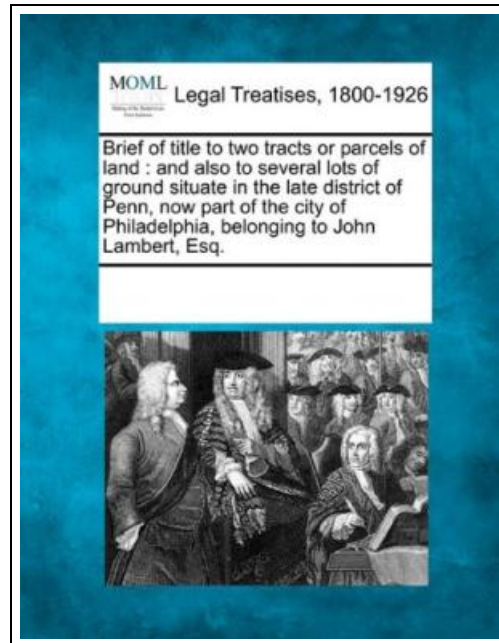 MOML
Legal Treatises, 1800-1926
Brief of title to two tracts or parcels of
land : and also to several lots of
ground situate in the late district of
Penn, now part of the city of
Philadelphia, belonging to John
Lambert, Esq.